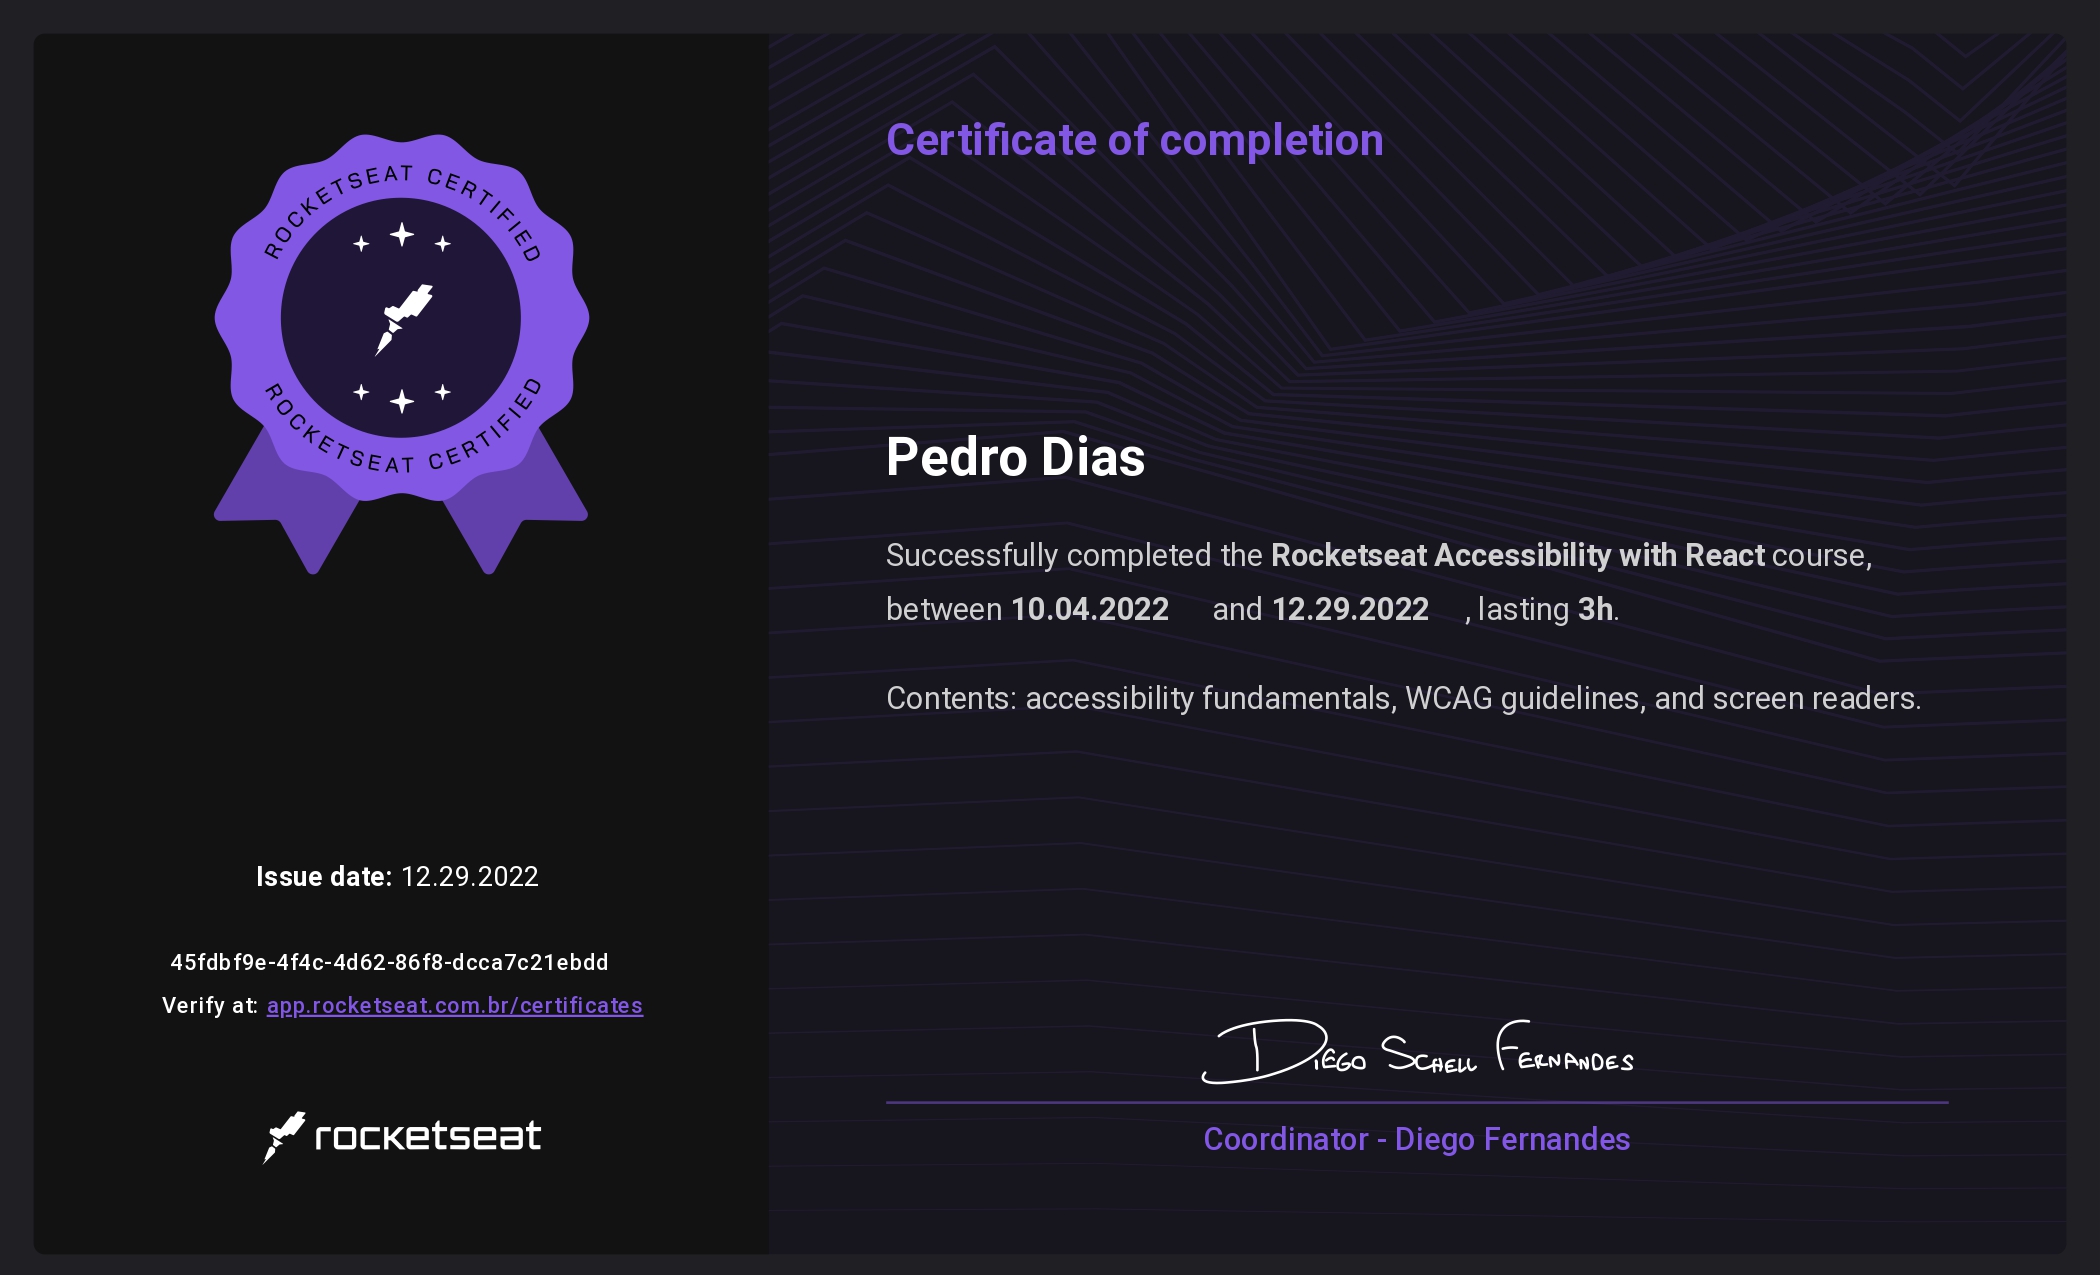 ROCKETSEAT CERTIFIED
ROCKETSEAT CERTIFIED
Issue date: 12.29.2022
45fdbf9e-4f4c-4d62-86f8-dcca7c21ebdd
Verify at: app.rocketseat.com.br/certificates
rocketseat
Certificate of completion
Pedro Dias
Successfully completed the Rocketseat Accessibility with React course,
between 10.04.2022 and 12.29.2022 , lasting 3h.
Contents: accessibility fundamentals, WCAG guidelines, and screen readers.
Diego Schell Fernandes
Coordinator - Diego Fernandes